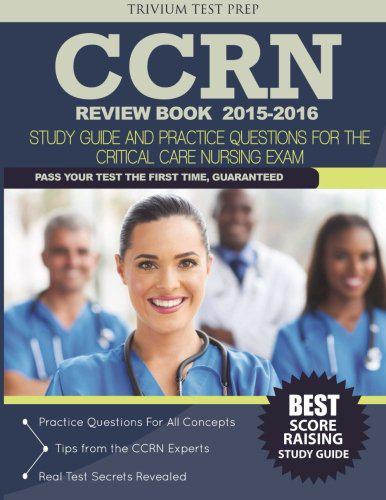 TRIVIUM TEST PREP
CCRN
REVIEW BOOK 2015-2016
STUDY GUIDE AND PRACTICE QUESTIONS FOR THE
CRITICAL CARE NURSING EXAM
PASS YOUR TEST THE FIRST TIME, GUARANTEED
BEST
SCORE
RAISING
STUDY GUIDE
Practice Questions For All Concepts
Tips from the CCRN Experts
Real Test Secrets Revealed